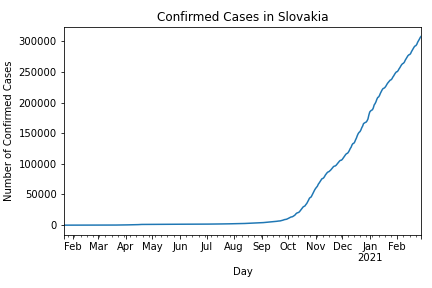 Confirmed Cases in Slovakia
Number of Confirmed Cases
300000
250000
200000
150000
100000
50000
0
Feb Mar Apr May Jun Jul Aug Sep Oct Nov Dec Jan Feb
2021
Day